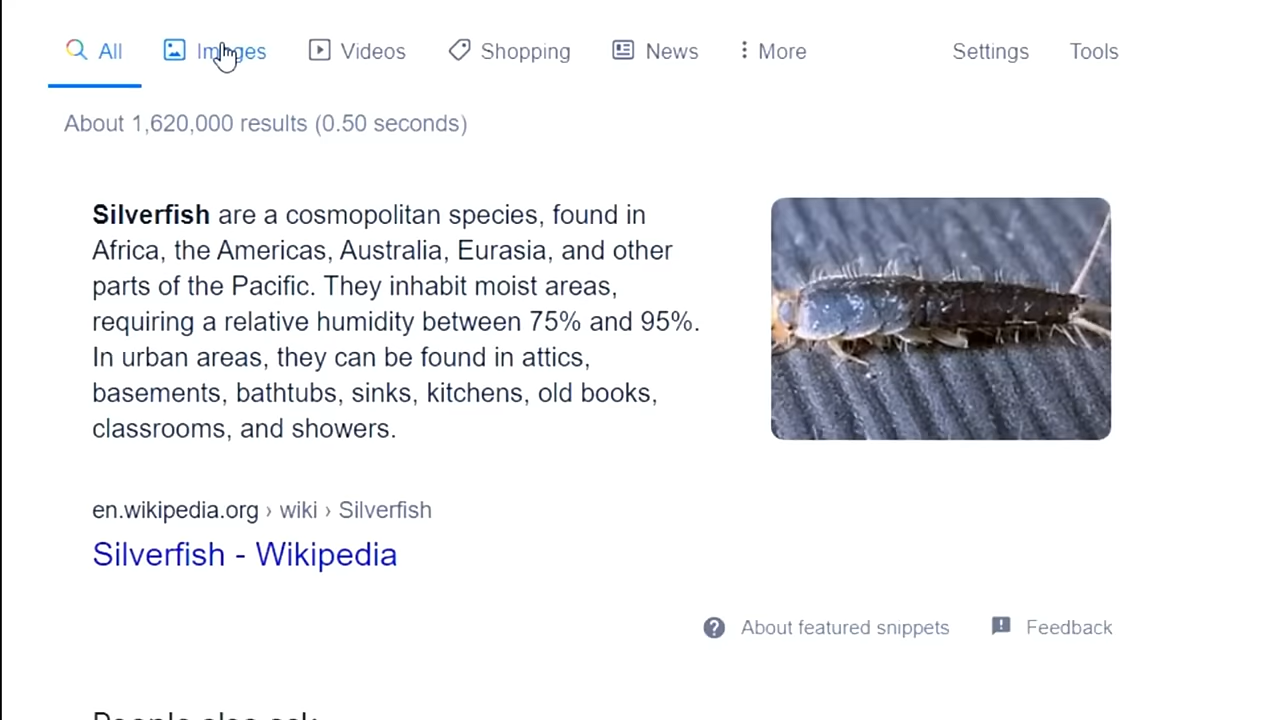 All Images Videos Shopping News More Settings Tools
About 1,620,000 results (0.50 seconds)
Silverfish are a cosmopolitan species, found in
Africa, the Americas, Australia, Eurasia, and other
parts of the Pacific. They inhabit moist areas,
requiring a relative humidity between 75% and 95%.
In urban areas, they can be found in attics,
basements, bathtubs, sinks, kitchens, old books,
classrooms, and showers.
en.wikipedia.org › wiki › Silverfish
Silverfish - Wikipedia
About featured snippets Feedback
People also ask